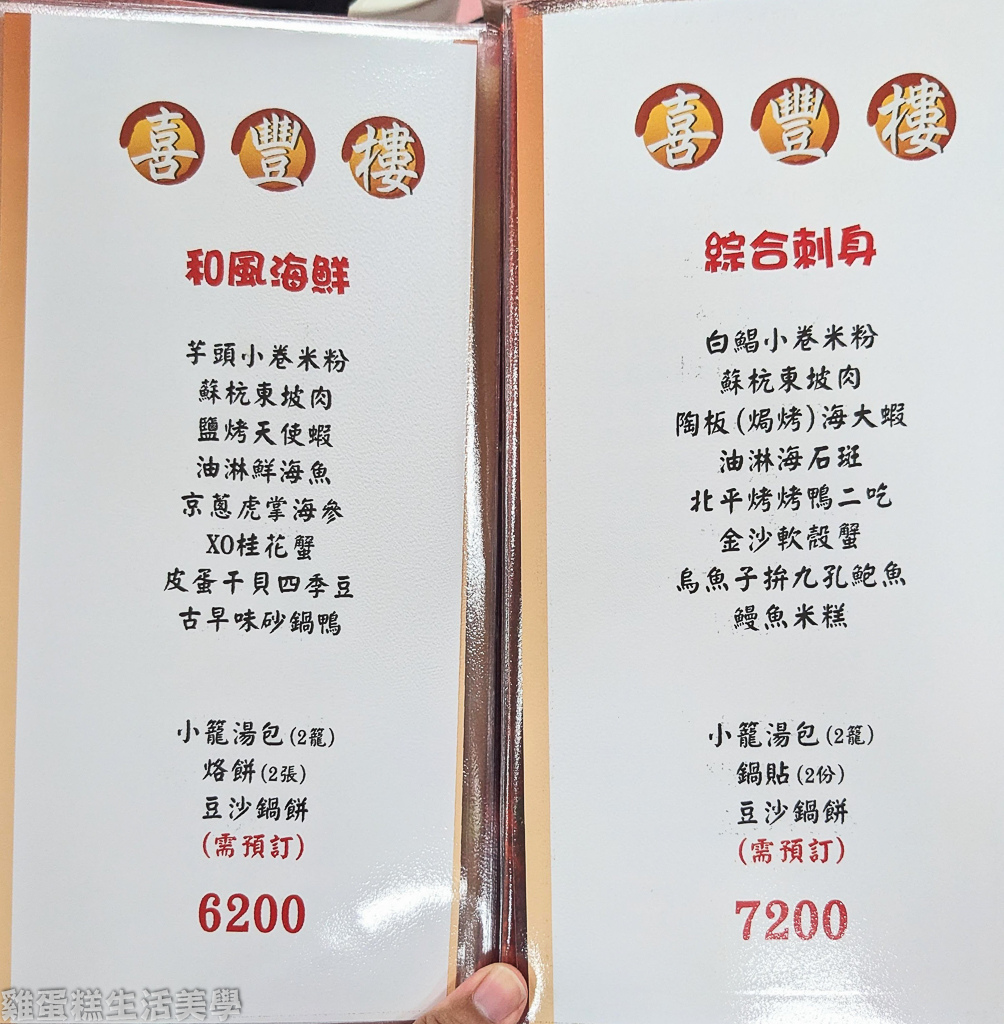 喜豐樓
和風海鮮
芋頭小卷米粉
蘇杭東坡肉
鹽烤天使蝦
油淋鮮海魚
京蔥虎掌海參
XO桂花蟹
皮蛋干貝四季豆
古早味砂鍋鴨
小籠湯包(2籠)
烙餅(2張)
豆沙鍋餅
(需預訂)
6200
喜豐樓
綜合刺身
白鯧小卷米粉
蘇杭東坡肉
陶板(焗烤)海大蝦
油淋海石斑
北平烤烤鴨二吃
金沙軟殼蟹
烏魚子拚九孔鮑魚
鰻魚米糕
小籠湯包(2籠)
鍋貼(2份)
豆沙鍋餅
(需預訂)
7200
雞蛋糕生活美學